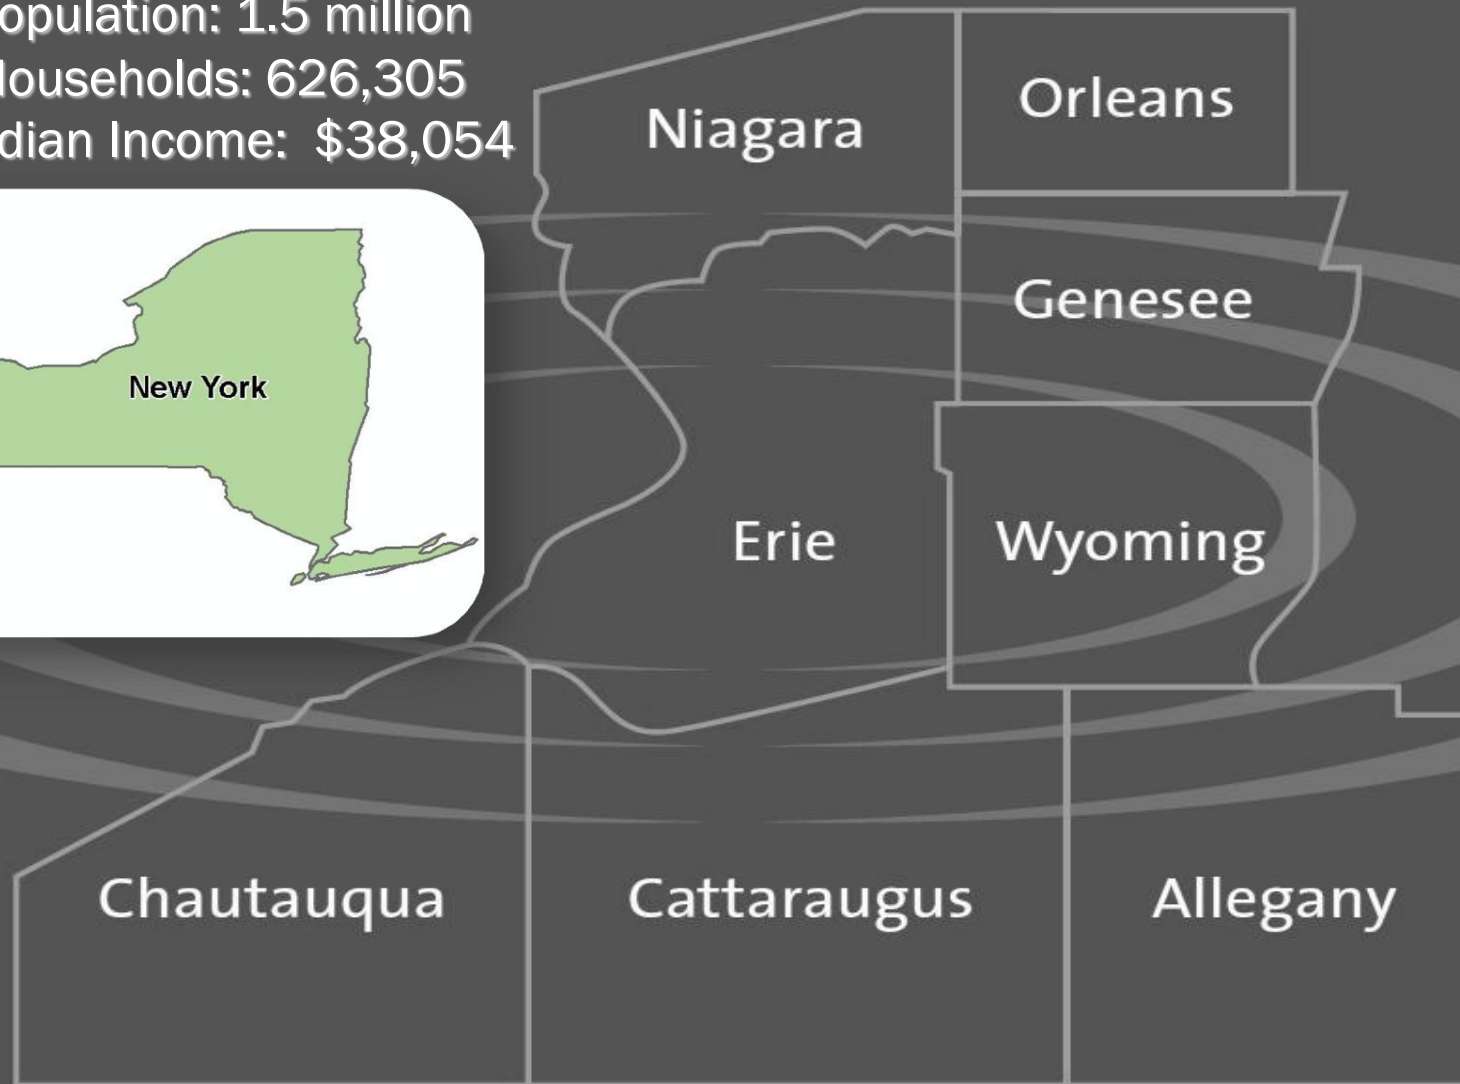 opulation: 1.5 million
ouseholds: 626,305
dian Income: $38,054
Niagara
Orleans
Genesee
New York
Erie
Wyoming
Chautauqua
Cattaraugus
Allegany